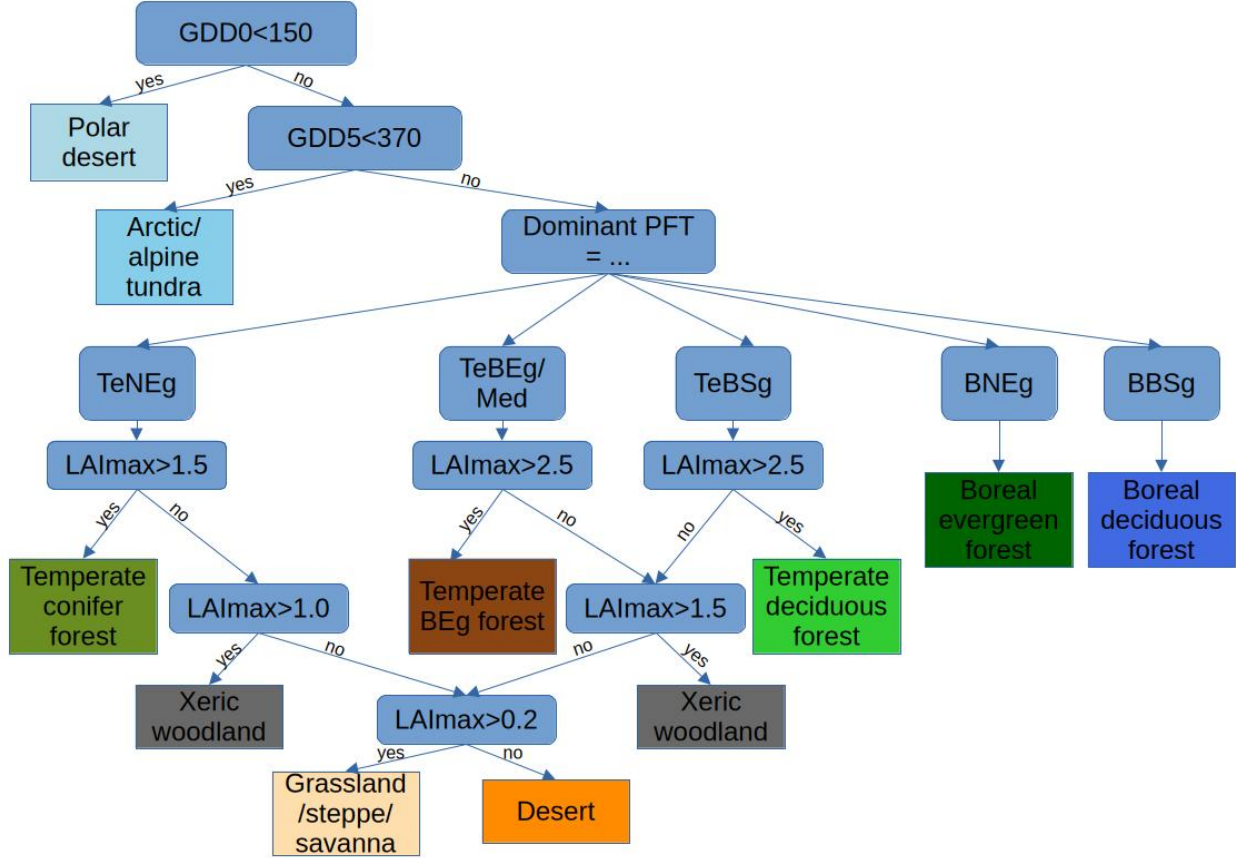 GDD0<150
yes
no
Polar
desert
GDD5<370
yes
no
Arctic/
alpine
tundra
Dominant PFT
= ...
TeNEg
TeBEg/
Med
TeBSg
BNEg
BBSg
LAImax>1.5
LAImax>2.5
LAImax>2.5
Boreal
evergreen
forest
Boreal
deciduous
forest
yes
no
yes
no
no
yes
Temperate
conifer
forest
LAImax>1.0
Temperate
BEg forest
LAImax>1.5
Temperate
deciduous
forest
yes
no
no
yes
Xeric
woodland
LAImax>0.2
Xeric
woodland
yes
no
Grassland
/steppe/
savanna
Desert